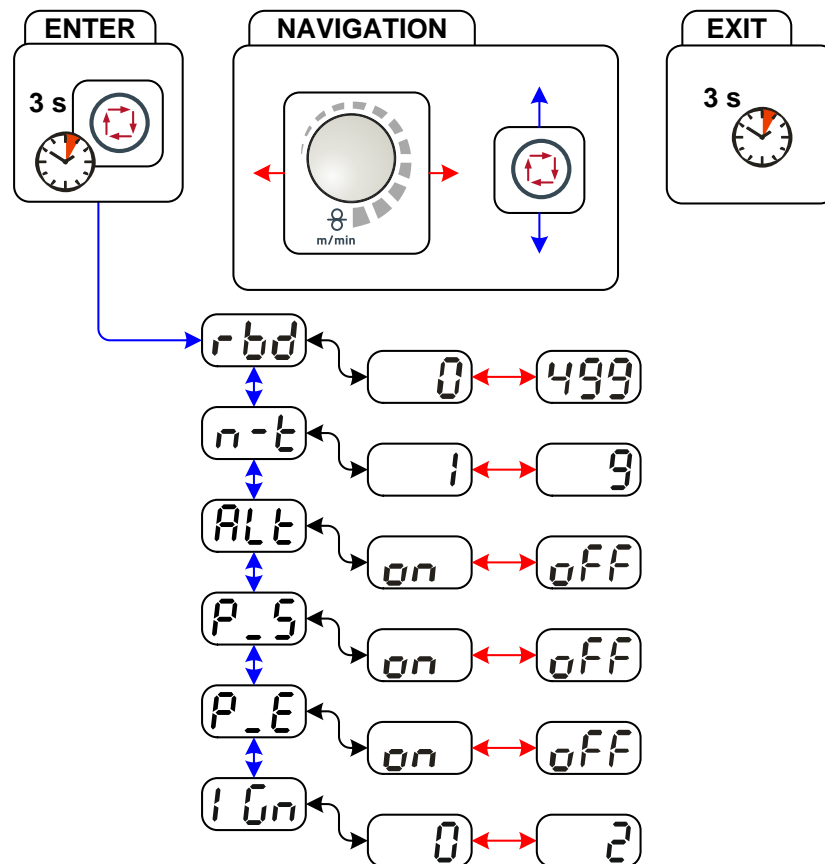 ENTER
NAVIGATION
EXIT
3 s
3 s
m/min
rbd
0
499
n-t
1
9
ALt
on
oFF
P_S
on
oFF
P_E
on
oFF
IGn
0
2